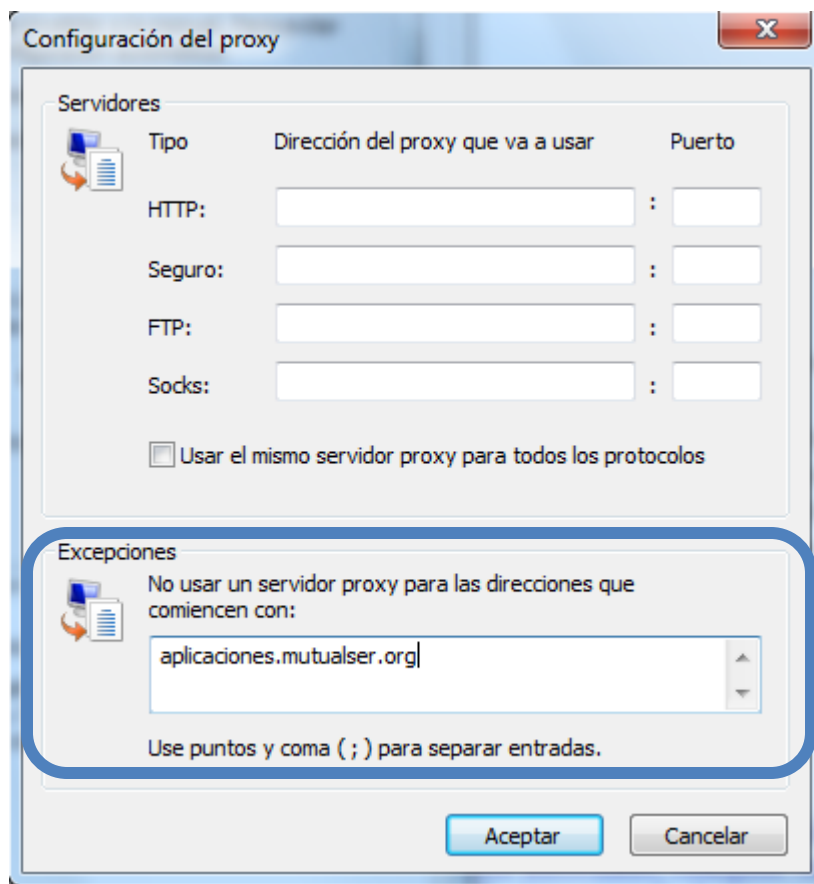 Configuración del proxy
Servidores
Tipo Dirección del proxy que va a usar Puerto
HTTP: :
Seguro: :
FTP: :
Socks: :
Usar el mismo servidor proxy para todos los protocolos
Excepciones
No usar un servidor proxy para las direcciones que
comiencen con:
aplicaciones.mutualser.org
Use puntos y coma ( ; ) para separar entradas.
Aceptar Cancelar